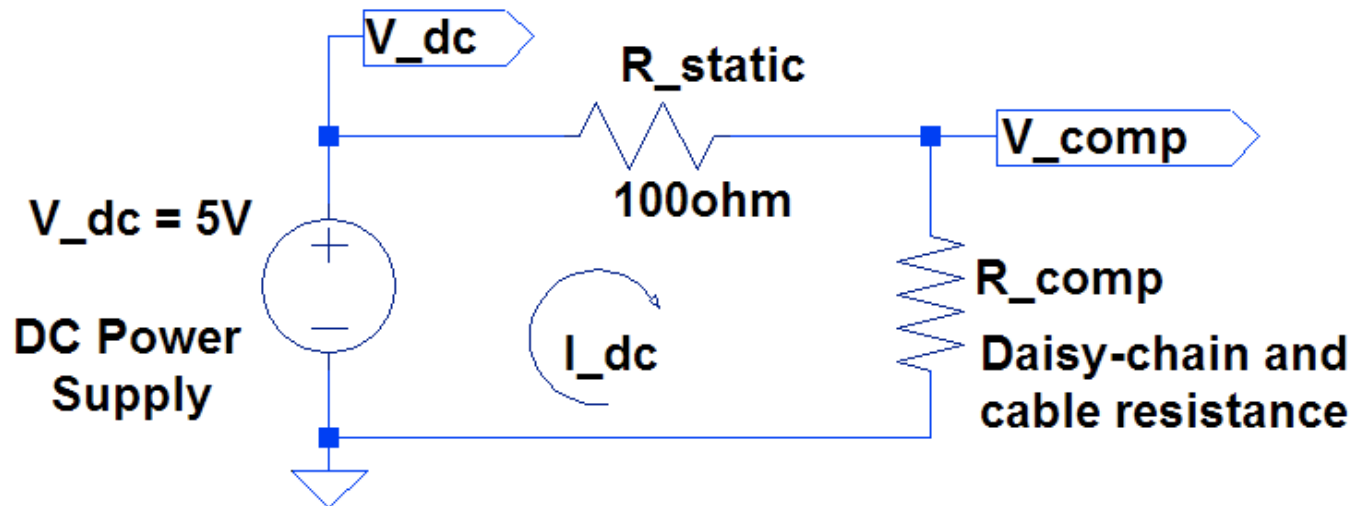 V_dc
R_static
V_comp
100ohm
V_dc = 5V
+
R_comp
DC Power
Supply
I_dc
Daisy-chain and
cable resistance